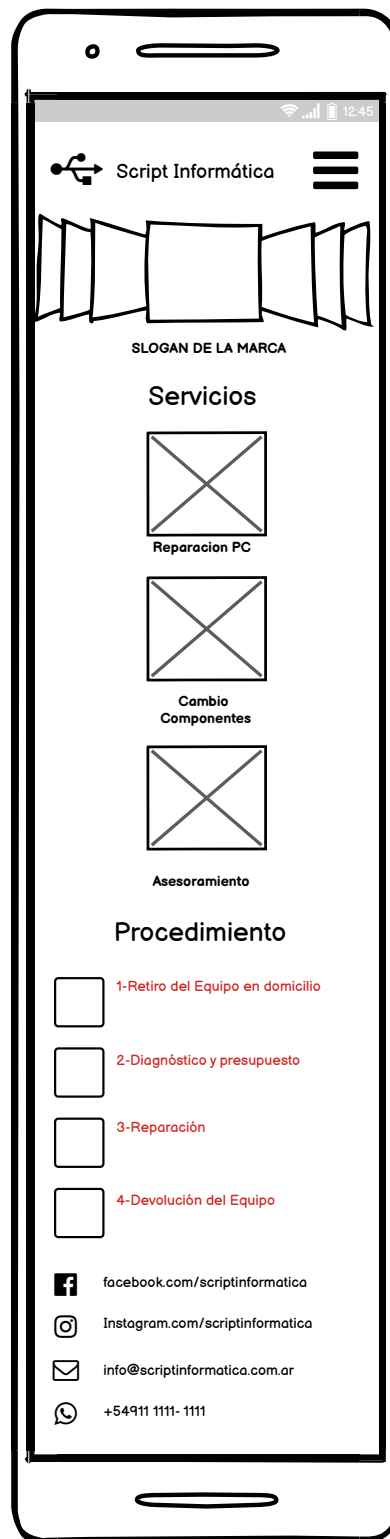 12:45
Script Informática
SLOGAN DE LA MARCA
Servicios
Reparacion PC
Cambio
Componentes
Asesoramiento
Procedimiento
1-Retiro del Equipo en domicilio
2-Diagnóstico y presupuesto
3-Reparación
4-Devolución del Equipo
facebook.com/scriptinformatica
Instagram.com/scriptinformatica
info@scriptinformatica.com.ar
+54911 1111- 1111